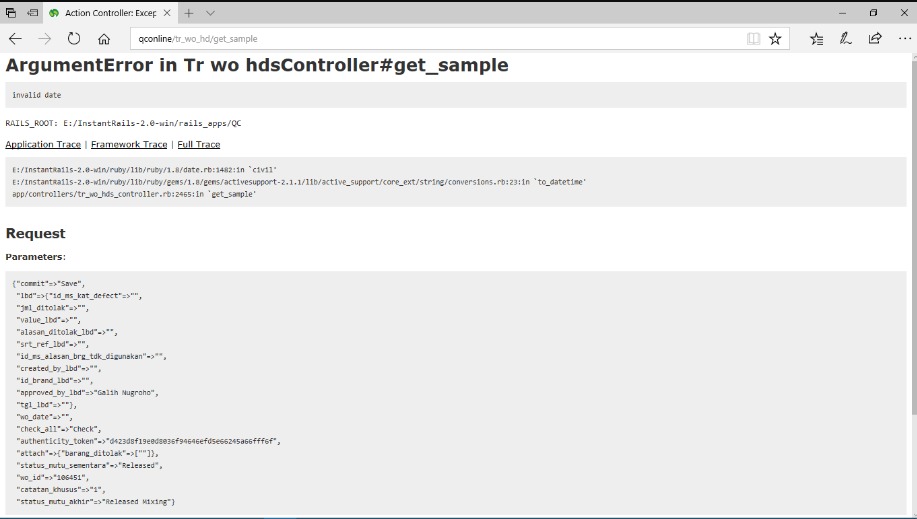 Action Controller: Excep
qconline/tr_wo_hd/get_sample
ArgumentError in Tr wo hdsController#get_sample
invalid date
RAILS_ROOT: E:/InstantRails-2.0-win/rails_apps/QC
Application Trace | Framework Trace | Full Trace
E:/InstantRails-2.0-win/ruby/lib/ruby/1.8/date.rb:1482:in `civil'
E:/InstantRails-2.0-win/ruby/lib/ruby/gems/1.8/gems/activesupport-2.1.1/lib/active_support/core_ext/string/conversions.rb:23:in `to_datetime'
app/controllers/tr_wo_hds_controller.rb:2465:in `get_sample'
Request
Parameters:
{"commit"=>"Save",
"lbd"=>{"id_ms_kat_defect"=>"",
"jml_ditolak"=>"",
"value_lbd"=>"",
"alasan_ditolak_lbd"=>"",
"srt_ref_lbd"=>"",
"id_ms_alasan_brg_tdk_digunakan"=>"",
"created_by_lbd"=>"",
"id_brand_lbd"=>"",
"approved_by_lbd"=>"Galih Nugroho",
"tgl_lbd"=>""},
"wo_date"=>"",
"check_all"=>"Check",
"authenticity_token"=>"d423d8f19e0d8036f94646efd5e66245a66fff6f",
"attach"=>{"barang_ditolak"=>[""]},
"status_mutu_sementara"=>"Released",
"wo_id"=>"106451",
"catatan_khusus"=>"1",
"status_mutu_akhir"=>"Released Mixing"}